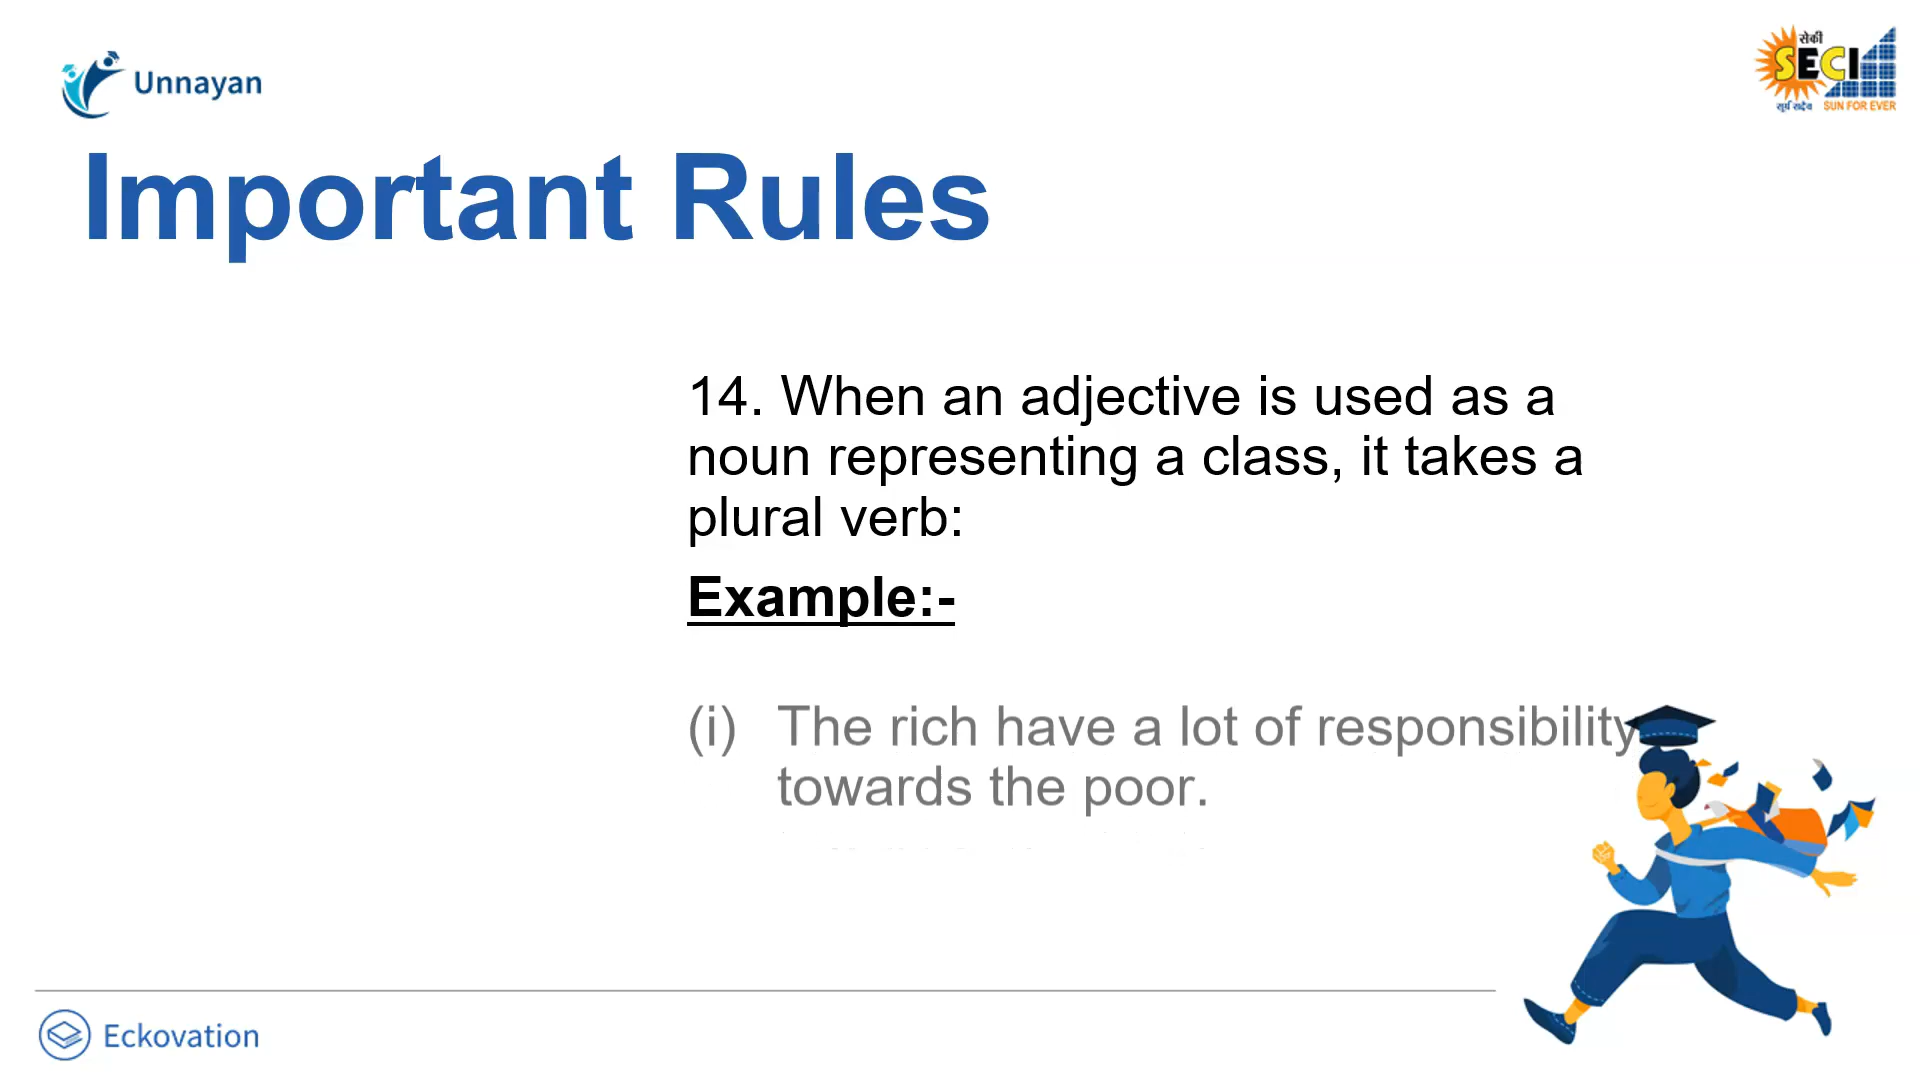 Unnayan
सेकी
SECI
सूर्य सदैव SUN FOR EVER
Important Rules
14. When an adjective is used as a
noun representing a class, it takes a
plural verb:
Example:-
(i) The rich have a lot of responsibility
towards the poor.
Eckovation